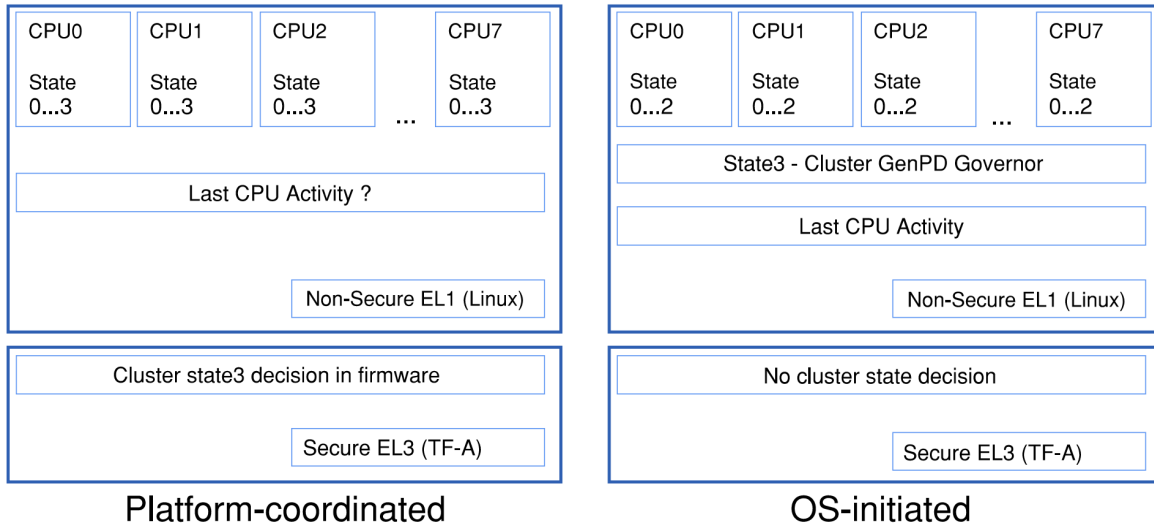 CPU0
State
0...3
CPU1
State
0...3
CPU2
State
0...3
...
CPU7
State
0...3
Last CPU Activity ?
Non-Secure EL1 (Linux)
Cluster state3 decision in firmware
Secure EL3 (TF-A)
Platform-coordinated
CPU0
State
0...2
CPU1
State
0...2
CPU2
State
0...2
...
CPU7
State
0...2
State3 - Cluster GenPD Governor
Last CPU Activity
Non-Secure EL1 (Linux)
No cluster state decision
Secure EL3 (TF-A)
OS-initiated